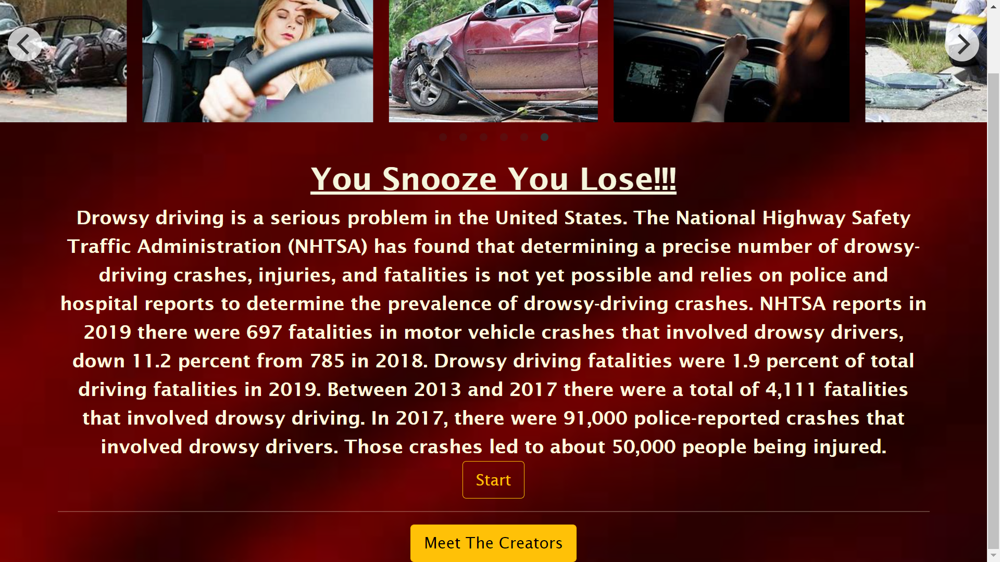 You Snooze You Lose!!!
Drowsy driving is a serious problem in the United States. The National Highway Safety
Traffic Administration (NHTSA) has found that determining a precise number of drowsy-
driving crashes, injuries, and fatalities is not yet possible and relies on police and
hospital reports to determine the prevalence of drowsy-driving crashes. NHTSA reports in
2019 there were 697 fatalities in motor vehicle crashes that involved drowsy drivers,
down 11.2 percent from 785 in 2018. Drowsy driving fatalities were 1.9 percent of total
driving fatalities in 2019. Between 2013 and 2017 there were a total of 4,111 fatalities
that involved drowsy driving. In 2017, there were 91,000 police-reported crashes that
involved drowsy drivers. Those crashes led to about 50,000 people being injured.
Start
Meet The Creators